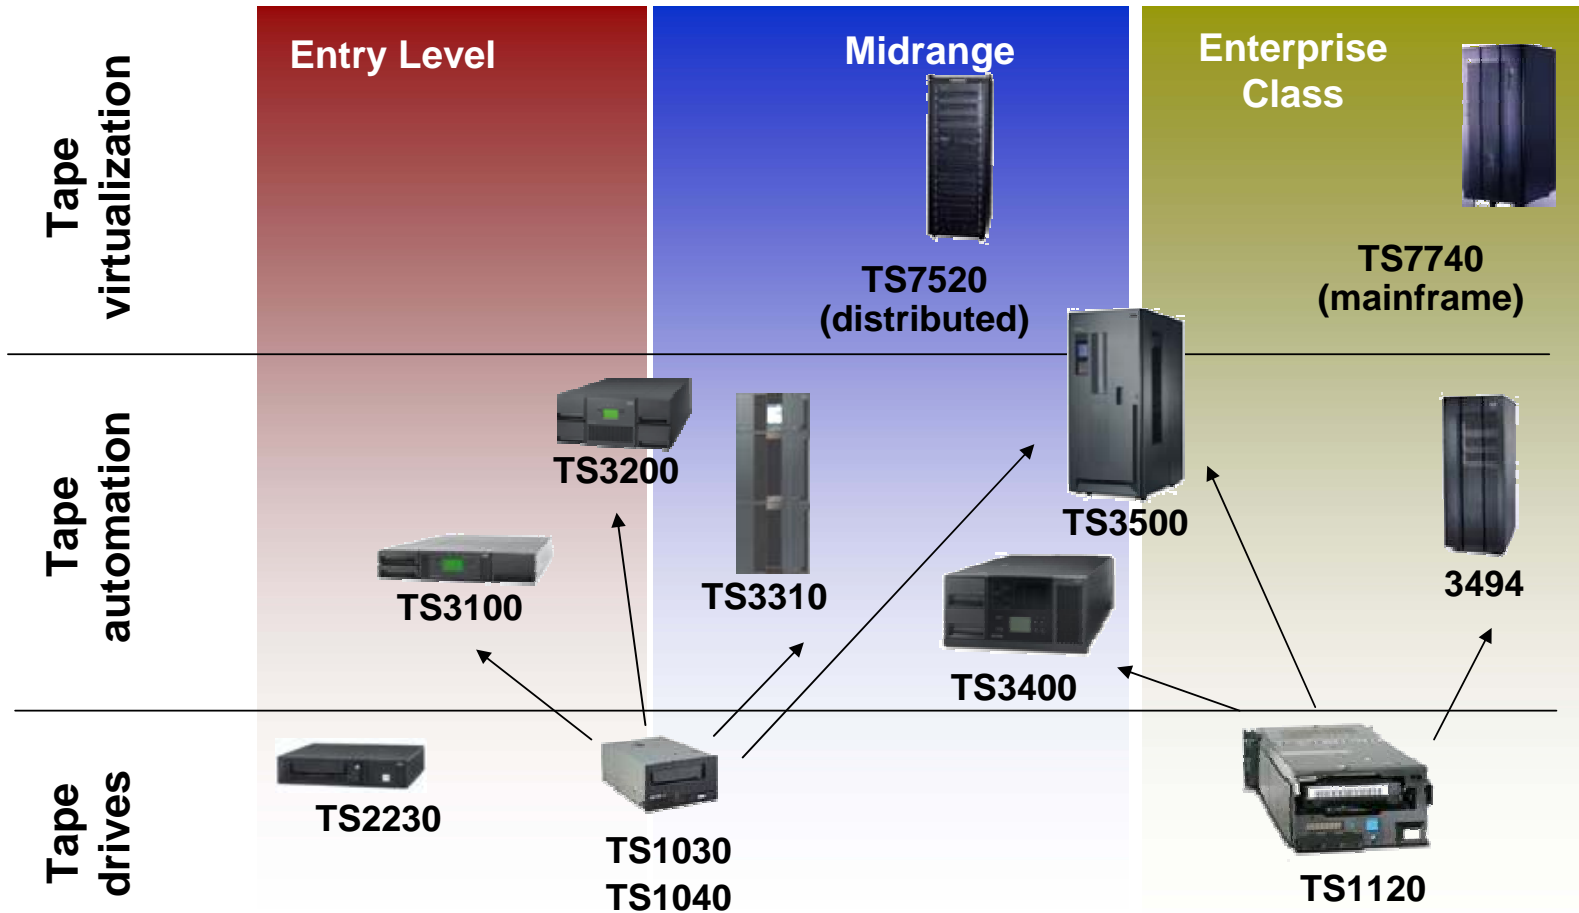 Entry Level
Midrange
Enterprise
Class
Tape
virtualization
TS7520
(distributed)
TS7740
(mainframe)
Tape
automation
TS3200
TS3100
TS3310
TS3500
TS3400
3494
Tape
drives
TS2230
TS1030
TS1040
TS1120